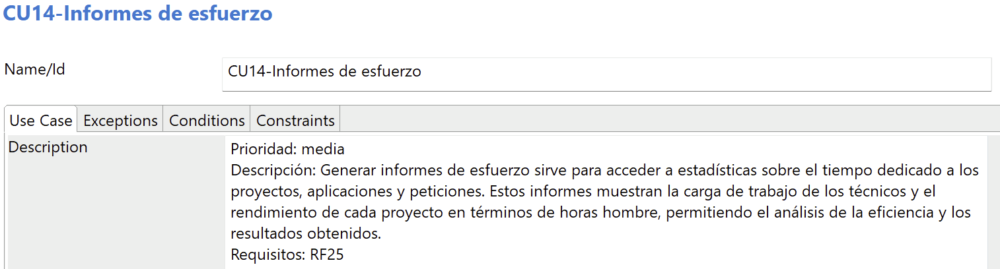 CU14-Informes de esfuerzo
Name/Id
CU14-Informes de esfuerzo
Use Case
Exceptions
Conditions
Constraints
Description
Prioridad: media
Descripción: Generar informes de esfuerzo sirve para acceder a estadísticas sobre el tiempo dedicado a los
proyectos, aplicaciones y peticiones. Estos informes muestran la carga de trabajo de los técnicos y el
rendimiento de cada proyecto en términos de horas hombre, permitiendo el análisis de la eficiencia y los
resultados obtenidos.
Requisitos: RF25